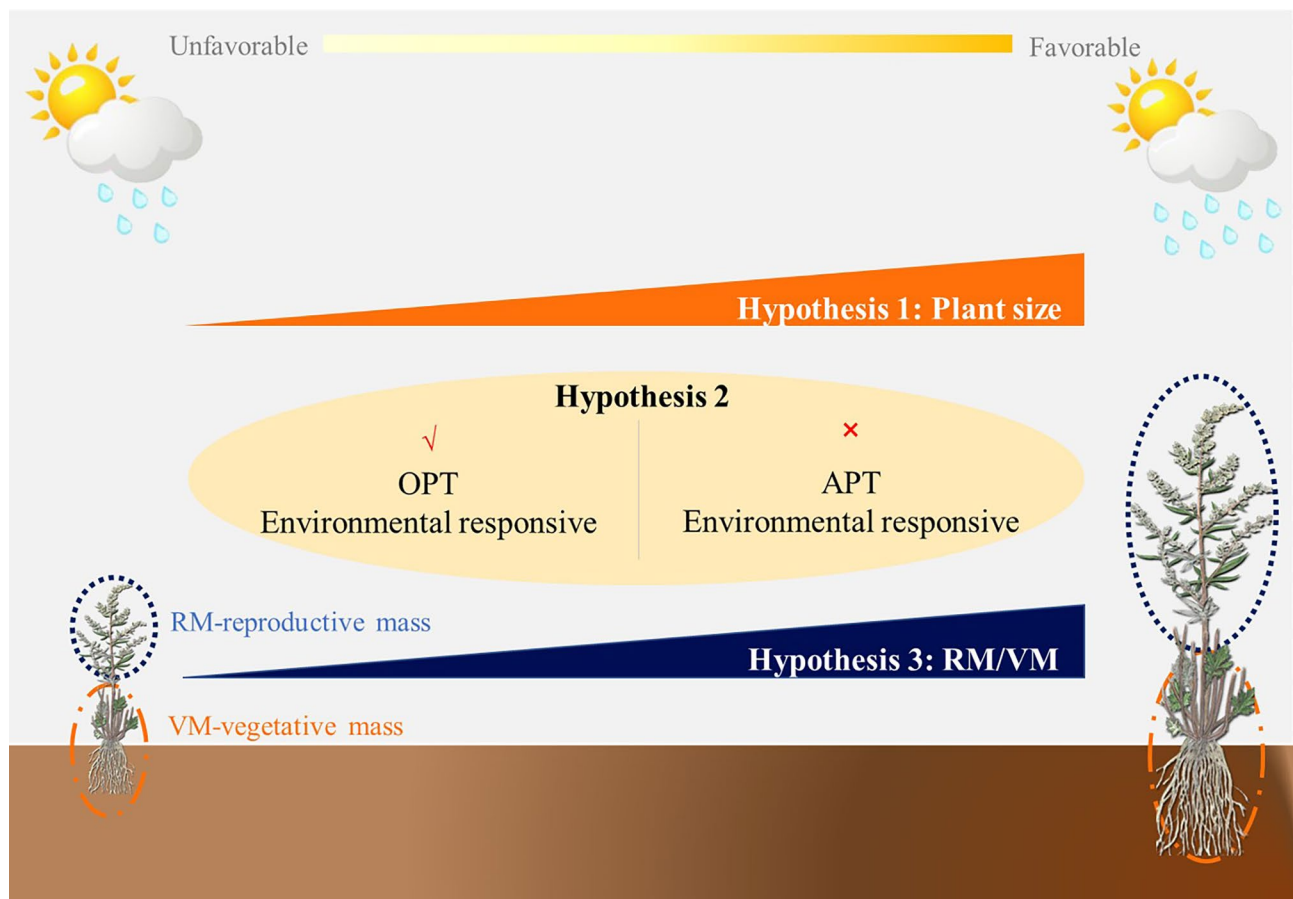 Unfavorable
Favorable
Hypothesis 1: Plant size
Hypothesis 2
√
×
OPT
APT
Environmental responsive
Environmental responsive
RM-reproductive mass
Hypothesis 3: RM/VM
VM-vegetative mass